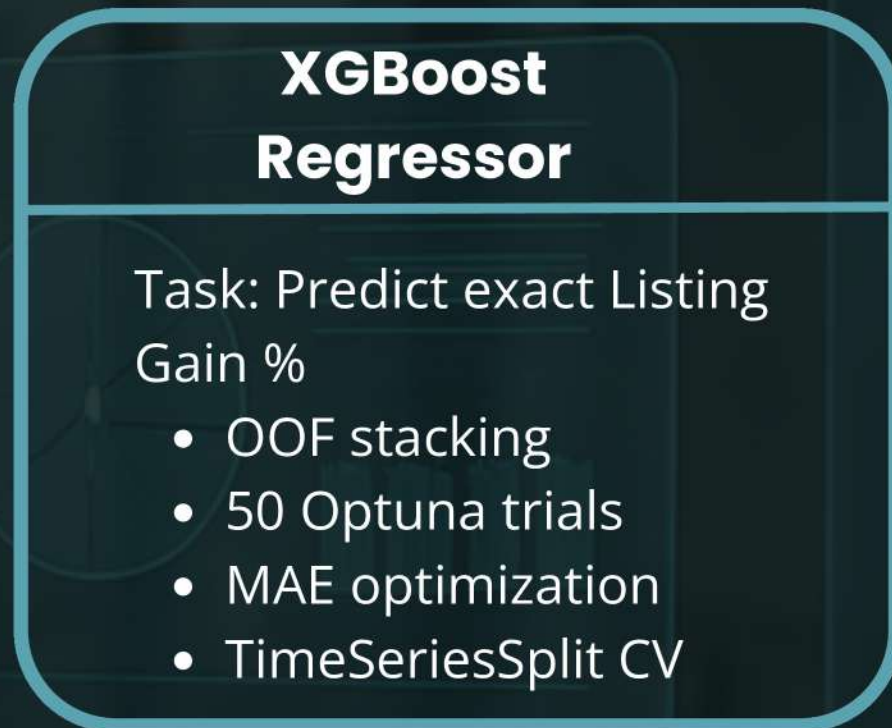 XGBoost
Regressor
Task: Predict exact Listing
Gain %
• OOF stacking
• 50 Optuna trials
• MAE optimization
• TimeSeriesSplit CV